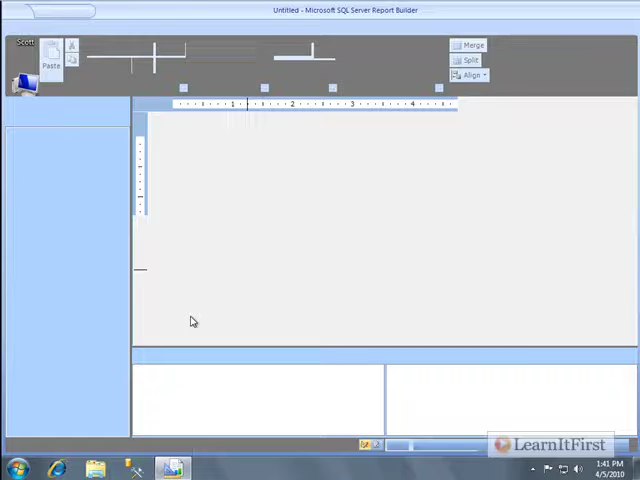 Untitled - Microsoft SQL Server Report Builder
Scott
Paste
Merge
Split
Align
1 2 3 4
LearnItFirst
1:41 PM
4/5/2010